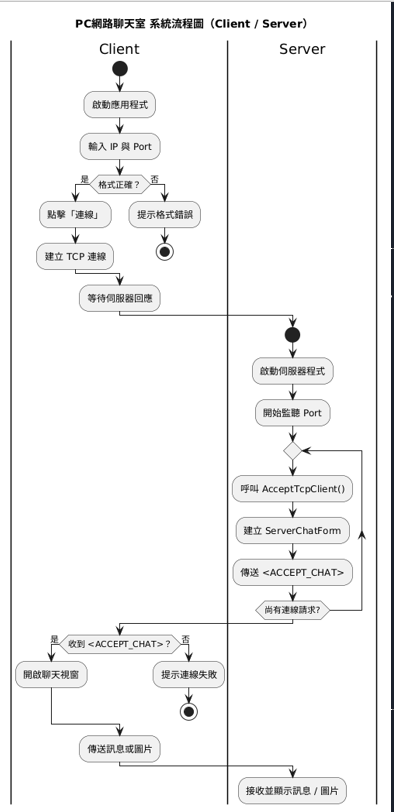 PC網路聊天室 系統流程圖（Client / Server）
Client
Server
啟動應用程式
輸入 IP 與 Port
是
格式正確？
否
點擊「連線」
提示格式錯誤
建立 TCP 連線
等待伺服器回應
啟動伺服器程式
開始監聽 Port
呼叫 AcceptTcpClient()
建立 ServerChatForm
傳送 <ACCEPT_CHAT>
尚有連線請求?
是
收到 <ACCEPT_CHAT>？
否
開啟聊天視窗
提示連線失敗
傳送訊息或圖片
接收並顯示訊息 / 圖片